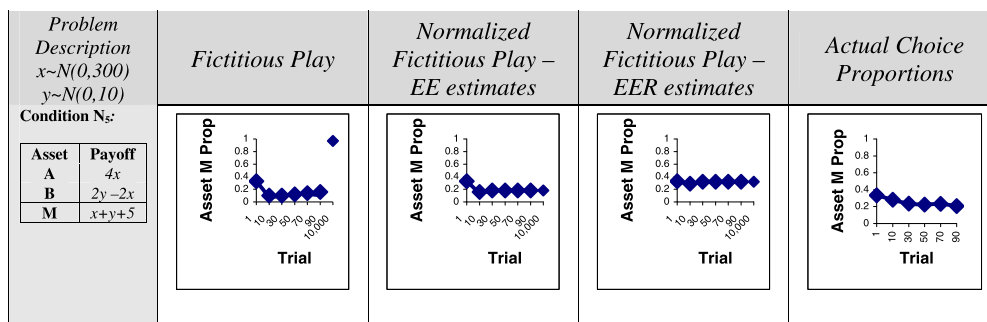 Problem
Description
x~N(0,300)
y~N(0,10)
Fictitious Play
Normalized
Fictitious Play –
EE estimates
Normalized
Fictitious Play –
EER estimates
Actual Choice
Proportions
Condition N5:
Asset Payoff
A 4x
B 2y –2x
M x+y+5
Asset M Prop
1
0.8
0.6
0.4
0.2
0
1 10 30 50 70 90 10,000
Trial
Asset M Prop
1
0.8
0.6
0.4
0.2
0
1 10 30 50 70 90 10,000
Trial
Asset M Prop
1
0.8
0.6
0.4
0.2
0
1 10 30 50 70 90 10,000
Trial
Asset M Prop
1
0.8
0.6
0.4
0.2
0
1 10 30 50 70 90
Trial